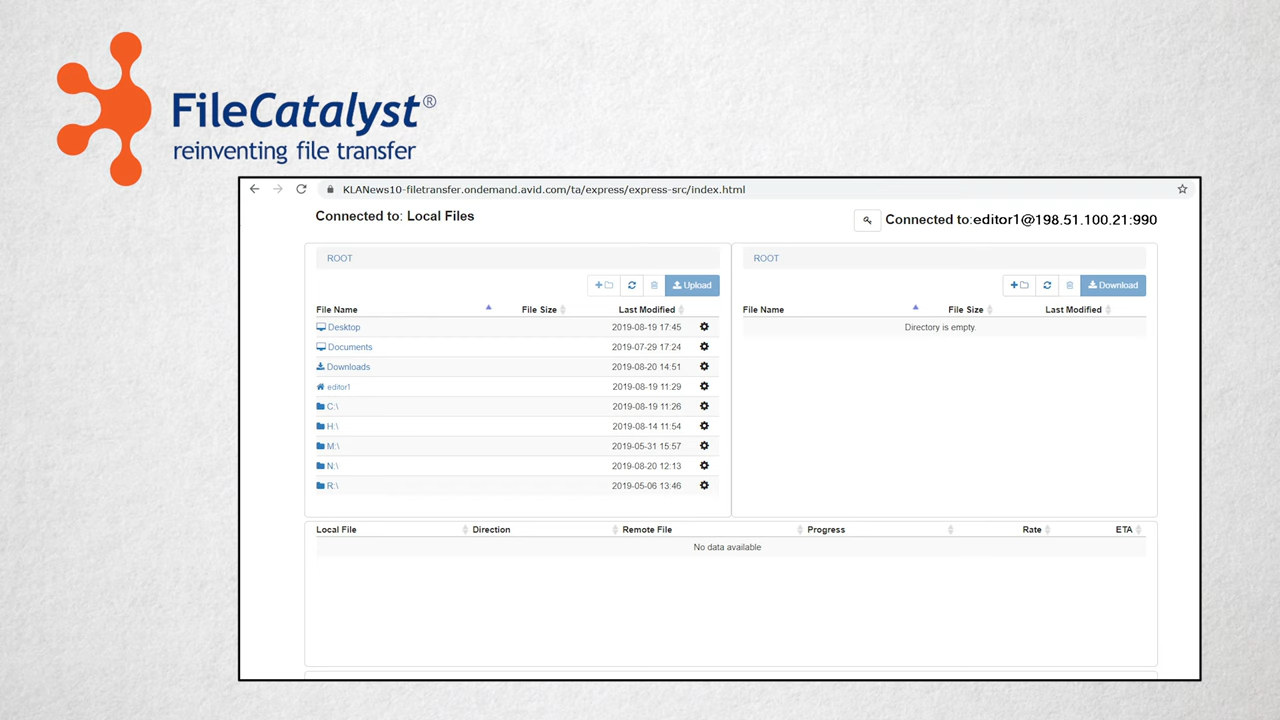 FileCatalyst®
reinventing file transfer
KLANews10-filetransfer.ondemand.avid.com/ta/express/express-src/index.html
Connected to: Local Files
Connected to:editor1@198.51.100.21:990
ROOT
Upload
File Name File Size Last Modified
Desktop 2019-08-19 17:45
Documents 2019-07-29 17:24
Downloads 2019-08-20 14:51
editor1 2019-08-19 11:29
C:\ 2019-08-19 11:26
H:\ 2019-08-14 11:54
M:\ 2019-05-31 15:57
N:\ 2019-08-20 12:13
R:\ 2019-05-06 13:46
ROOT
Download
File Name File Size Last Modified
Directory is empty.
Local File Direction Remote File Progress Rate ETA
No data available